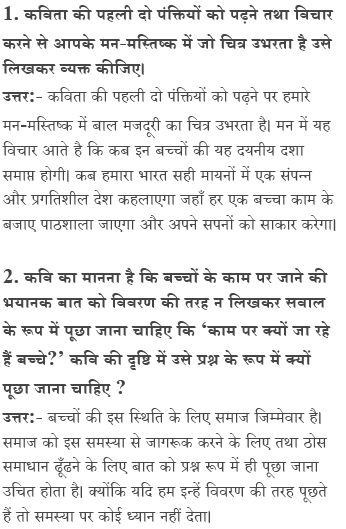 1. कविता की पहली दो पंक्तियों को पढ़ने तथा विचार
करने से आपके मन-मस्तिष्क में जो चित्र उभरता है उसे
लिखकर व्यक्त कीजिए।
उत्तर:- कविता की पहली दो पंक्तियों को पढ़ने पर हमारे
मन-मस्तिष्क में बाल मजदूरी का चित्र उभरता है। मन में यह
विचार आते है कि कब इन बच्चों की यह दयनीय दशा
समाप्त होगी। कब हमारा भारत सही मायनों में एक संपन्न
और प्रगतिशील देश कहलाएगा जहाँ हर एक बच्चा काम के
बजाए पाठशाला जाएगा और अपने सपनों को साकार करेगा।
2. कवि का मानना है कि बच्चों के काम पर जाने की
भयानक बात को विवरण की तरह न लिखकर सवाल
के रूप में पूछा जाना चाहिए कि ‘काम पर क्यों जा रहे
हैं बच्चे?’ कवि की दृष्टि में उसे प्रश्न के रूप में क्यों
पूछा जाना चाहिए ?
उत्तर:- बच्चों की इस स्थिति के लिए समाज जिम्मेवार है।
समाज को इस समस्या से जागरूक करने के लिए तथा ठोस
समाधान ढूँढ़ने के लिए बात को प्रश्न रूप में ही पूछा जाना
उचित होता है। क्योंकि यदि हम इन्हें विवरण की तरह पूछते
हैं तो समस्या पर कोई ध्यान नहीं देता।